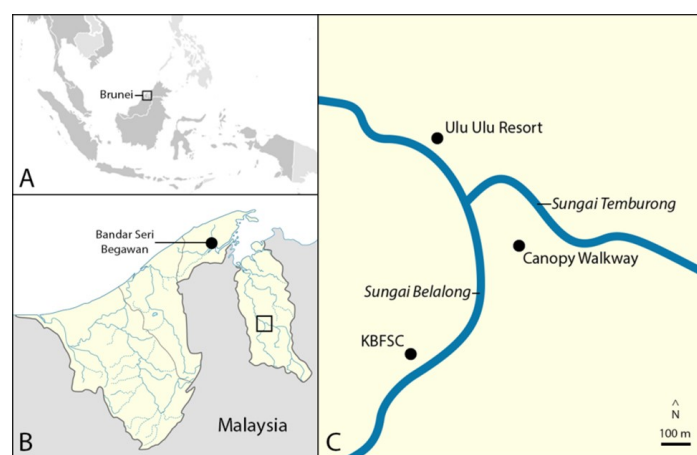 Brunei
A
Bandar Seri
Begawan
Malaysia
B
Ulu Ulu Resort
Sungai Temburong
Canopy Walkway
Sungai Belalong
KBFSC
^
N
100 m
C